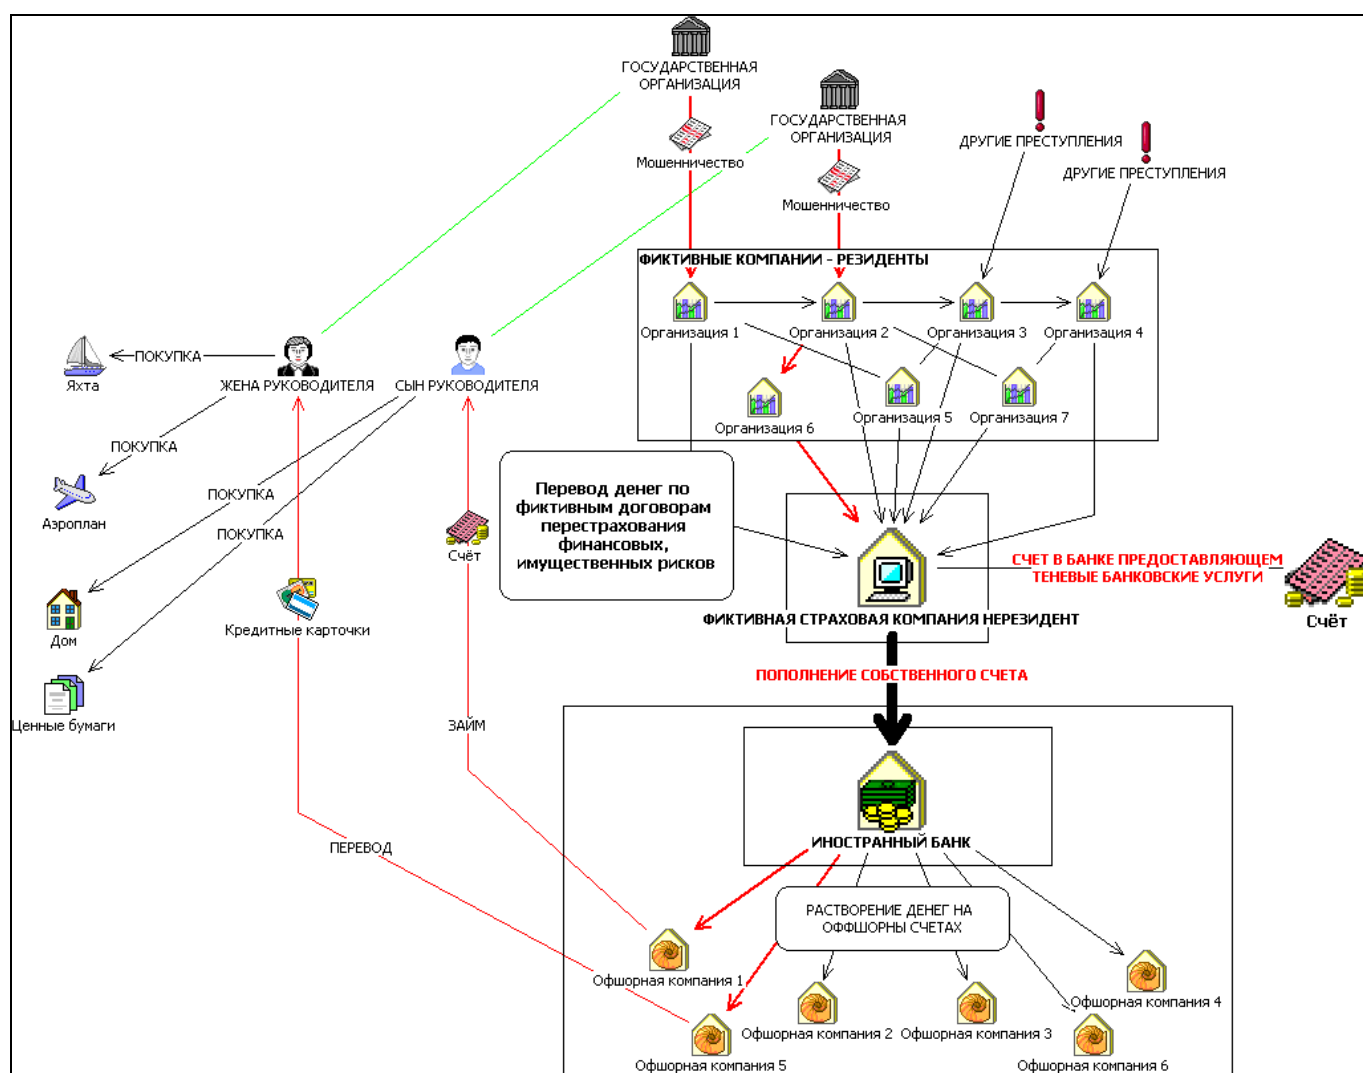 ГОСУДАРСТВЕННАЯ
ОРГАНИЗАЦИЯ
ГОСУДАРСТВЕННАЯ
ОРГАНИЗАЦИЯ
ДРУГИЕ ПРЕСТУПЛЕНИЯ
ДРУГИЕ ПРЕСТУПЛЕНИЯ
Мошенничество
Мошенничество
ФИКТИВНЫЕ КОМПАНИИ - РЕЗИДЕНТЫ
Организация 1
Организация 2
Организация 3
Организация 4
Организация 6
Организация 5
Организация 7
ПОКУПКА
Яхта
ЖЕНА РУКОВОДИТЕЛЯ
СЫН РУКОВОДИТЕЛЯ
ПОКУПКА
Аэроплан
ПОКУПКА
ПОКУПКА
Счёт
Перевод денег по
фиктивным договорам
перестрахования
финансовых,
имущественных рисков
СЧЕТ В БАНКЕ ПРЕДОСТАВЛЯЮЩЕМ
ТЕНЕВЫЕ БАНКОВСКИЕ УСЛУГИ
Счёт
Дом
Кредитные карточки
ФИКТИВНАЯ СТРАХОВАЯ КОМПАНИЯ НЕРЕЗИДЕНТ
ПОПОЛНЕНИЕ СОБСТВЕННОГО СЧЕТА
Ценные бумаги
ЗАЙМ
ПЕРЕВОД
ИНОСТРАННЫЙ БАНК
РАСТВОРЕНИЕ ДЕНЕГ НА
ОФФШОРНЫ СЧЕТАХ
Офшорная компания 1
Офшорная компания 4
Офшорная компания 2
Офшорная компания 3
Офшорная компания 5
Офшорная компания 6